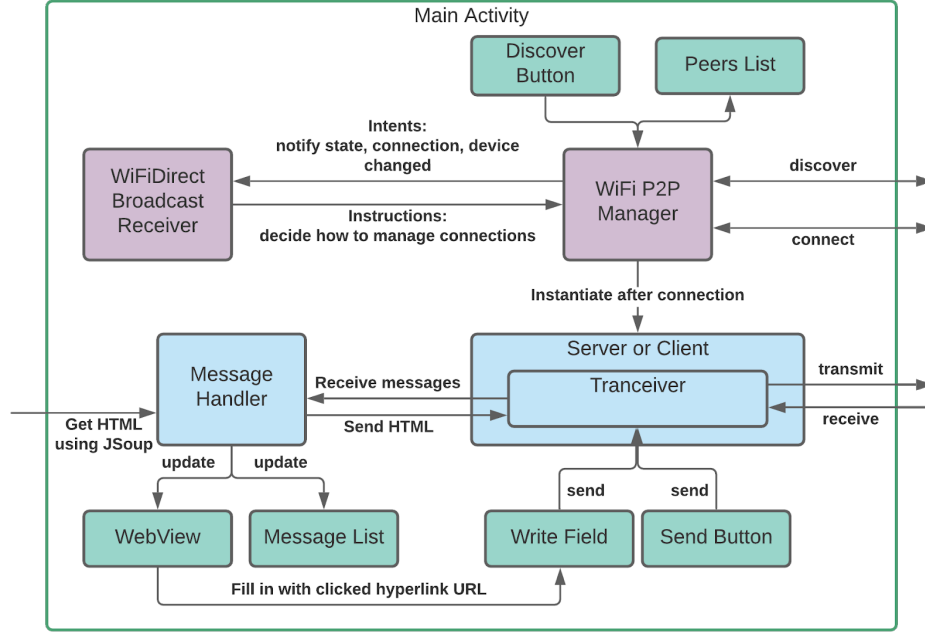 Main Activity
Discover
Button
Peers List
Intents:
notify state, connection, device
changed
WiFiDirect
Broadcast
Receiver
WiFi P2P
Manager
discover
Instructions:
decide how to manage connections
connect
Instantiate after connection
Server or Client
Message
Handler
Receive messages
Tranceiver
transmit
Get HTML
using JSoup
Send HTML
receive
update
update
send
send
WebView
Message List
Write Field
Send Button
Fill in with clicked hyperlink URL